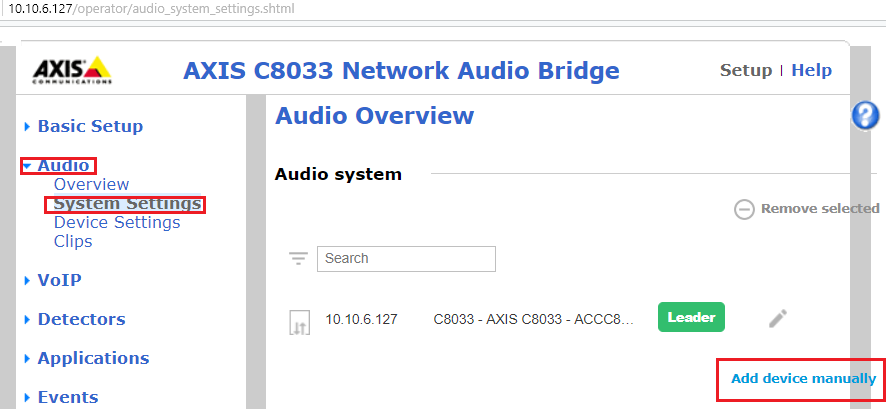 10.10.6.127/operator/audio_system_settings.shtml
AXIS
COMMUNICATIONS
AXIS C8033 Network Audio Bridge
Setup | Help
Basic Setup
Audio
Overview
System Settings
Device Settings
Clips
VoIP
Detectors
Applications
Events
Audio Overview
?
Audio system
Remove selected
Search
10.10.6.127 C8033 - AXIS C8033 - ACCC8... Leader
Add device manually